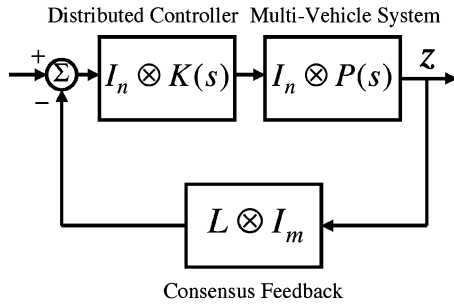 Distributed Controller Multi-Vehicle System
+ Σ I_n ⊗ K(s) I_n ⊗ P(s) z
−
L ⊗ I_m
Consensus Feedback